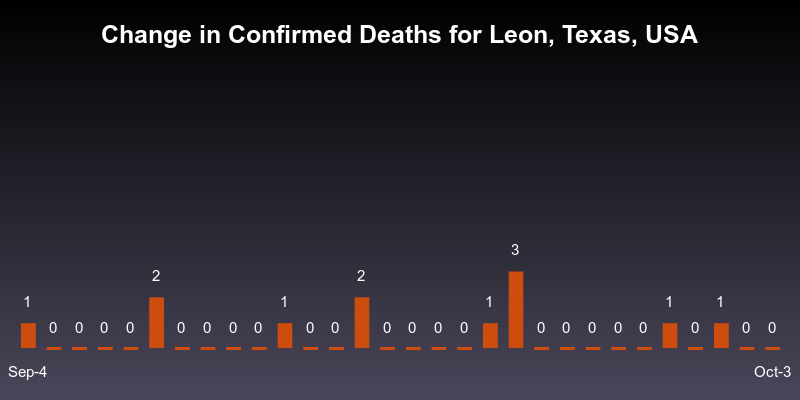 Change in Confirmed Deaths for Leon, Texas, USA
3
2 2
1 1 1 1 1
0 0 0 0 0 0 0 0 0 0 0 0 0 0 0 0 0 0 0 0 0 0
Sep-4 Oct-3